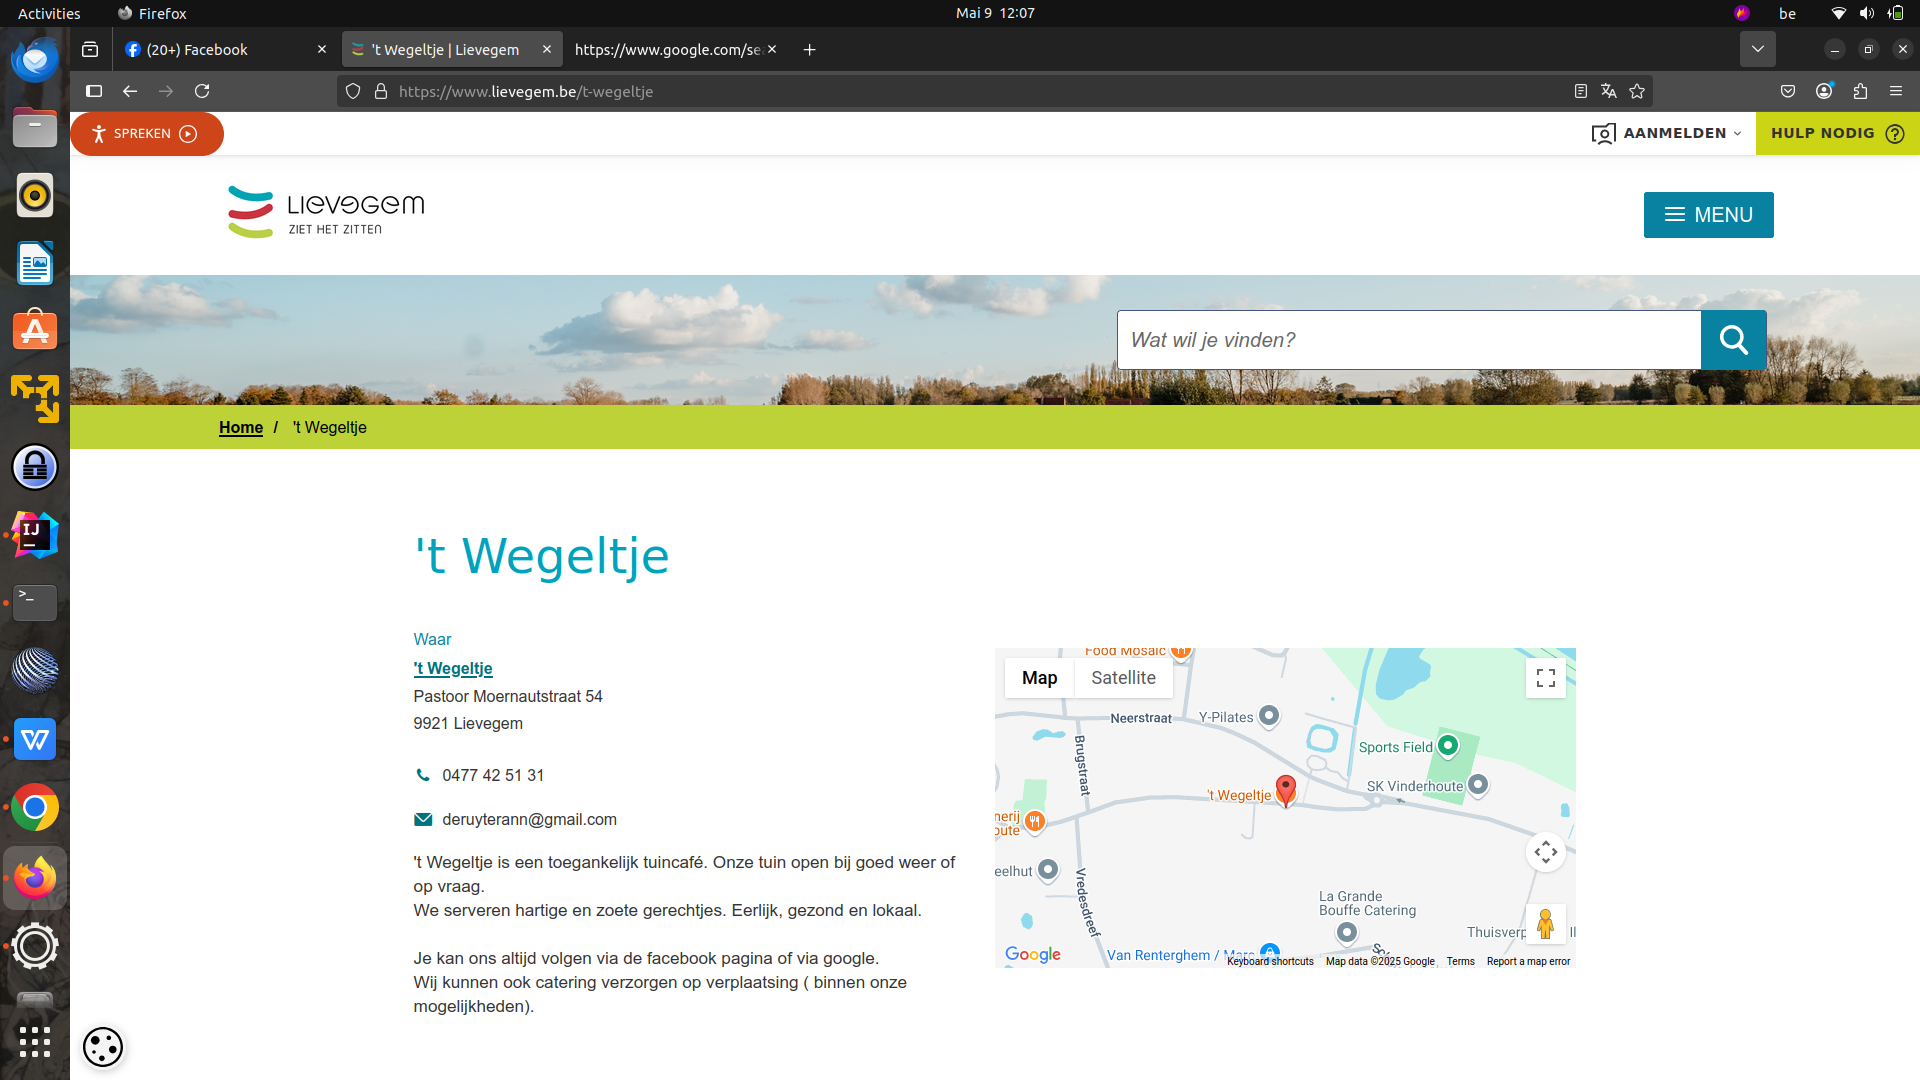 Activities
Firefox
Mai 9 12:07
be
(20+) Facebook
't Wegeltje | Lievegem
https://www.google.com/se
https://www.lievegem.be/t-wegeltje
SPREKEN
AANMELDEN
HULP NODIG
LIEVEGEM
ZIET HET ZITTEN
MENU
Wat wil je vinden?
Home / 't Wegeltje
't Wegeltje
Waar
't Wegeltje
Pastoor Moernautstraat 54
9921 Lievegem
0477 42 51 31
deruyterann@gmail.com
't Wegeltje is een toegankelijk tuincafé. Onze tuin open bij goed weer of
op vraag.
We serveren hartige en zoete gerechtjes. Eerlijk, gezond en lokaal.
Je kan ons altijd volgen via de facebook pagina of via google.
Wij kunnen ook catering verzorgen op verplaatsing ( binnen onze
mogelijkheden).
Food Mosaic
Map
Satellite
Neerstraat
Y-Pilates
Brugstraat
Sports Field
SK Vinderhoute
't Wegeltje
nerij
oute
eelhut
Vredesdreef
La Grande
Bouffe Catering
Thuisverp
Google
Van Renterghem / Marc
Keyboard shortcuts
Map data ©2025 Google
Terms
Report a map error